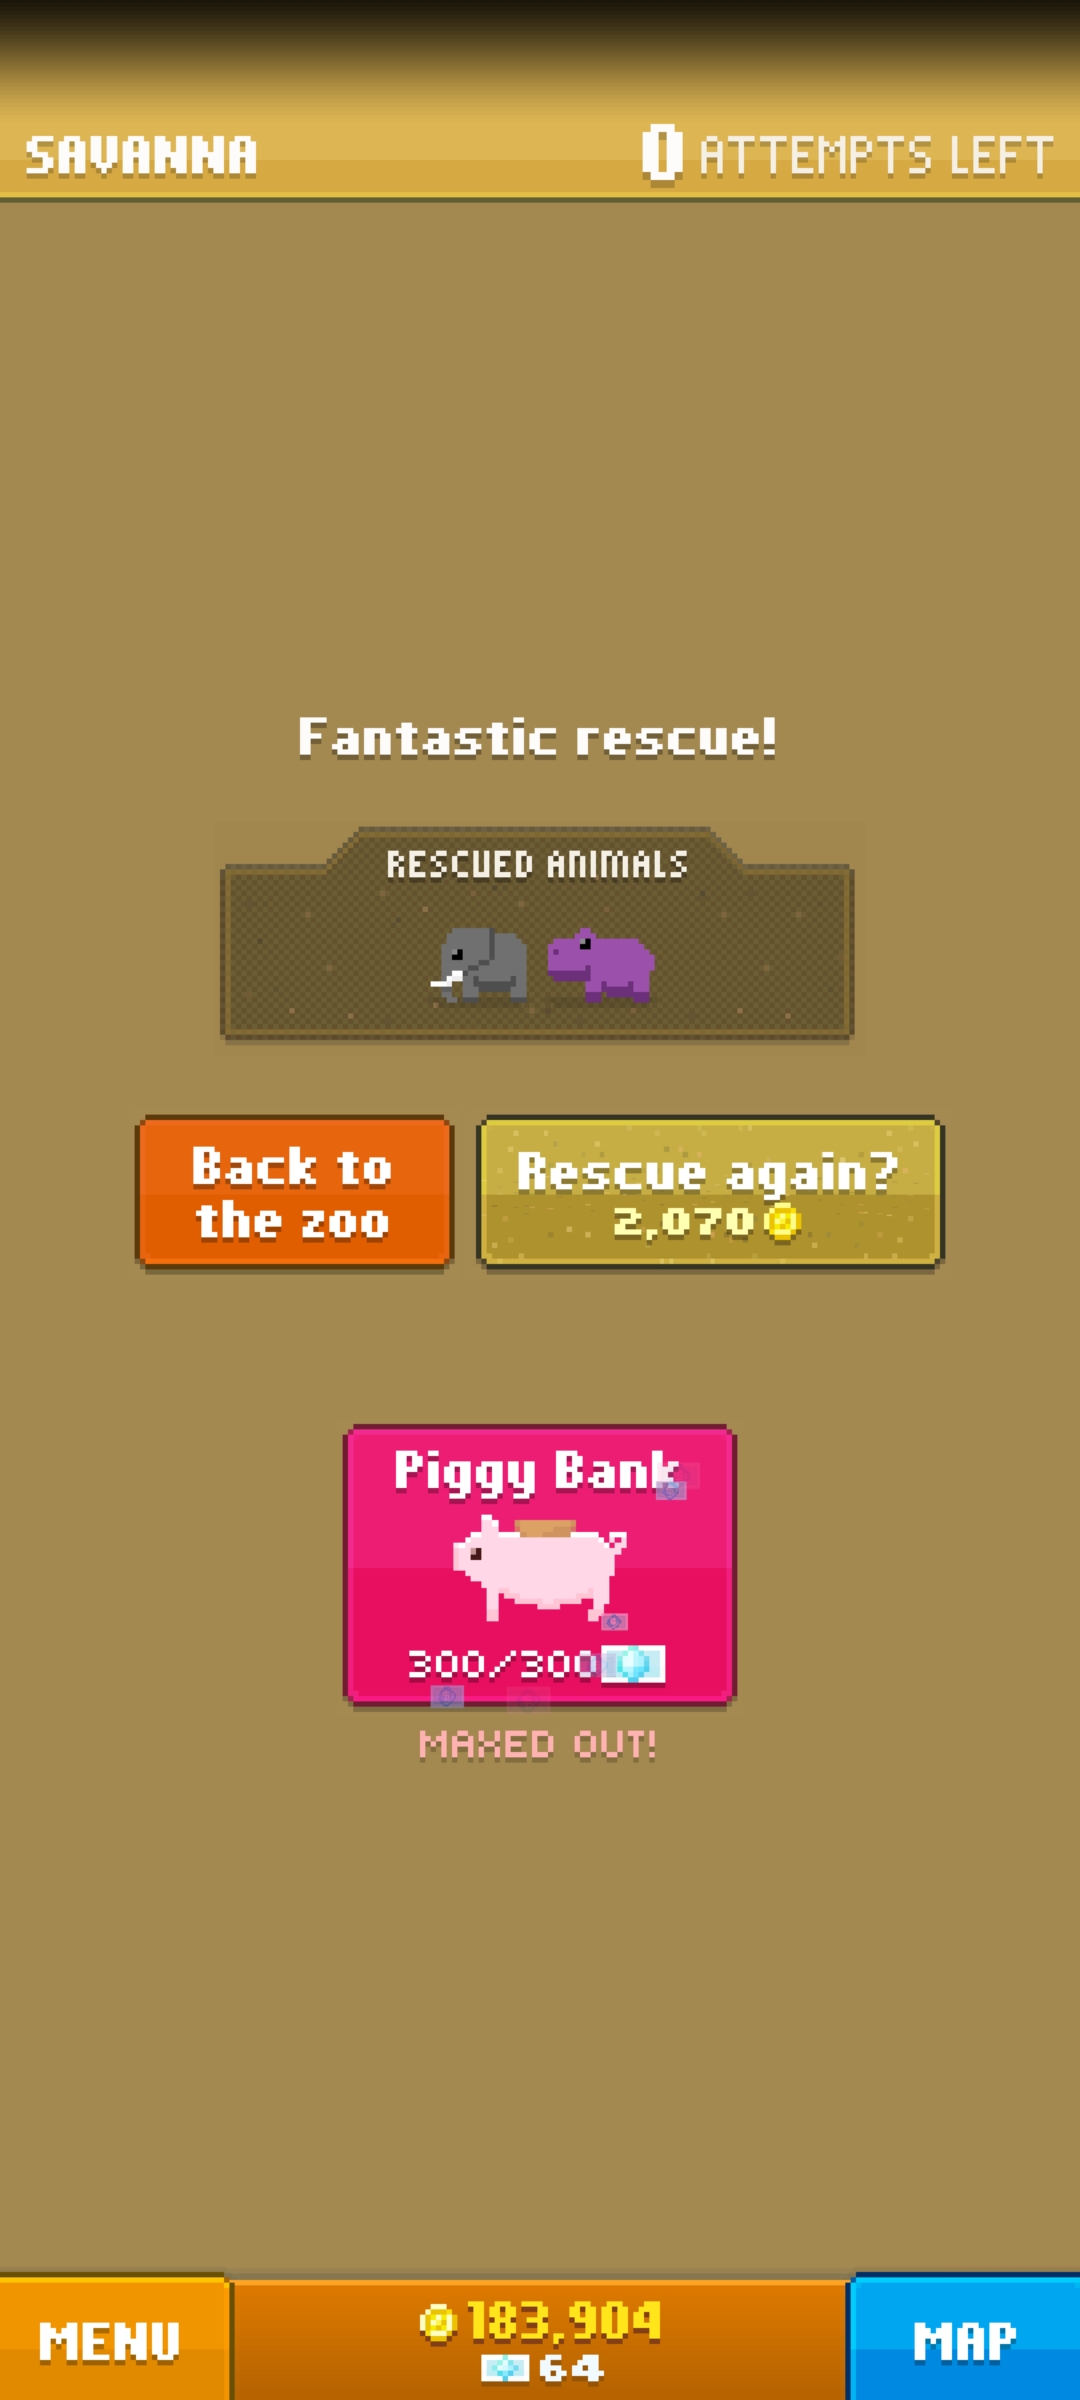 SAVANNA
0 ATTEMPTS LEFT
Fantastic rescue!
RESCUED ANIMALS
Back to
the zoo
Rescue again?
2,070
Piggy Bank
300/300
MAXED OUT!
MENU
183,904
64
MAP